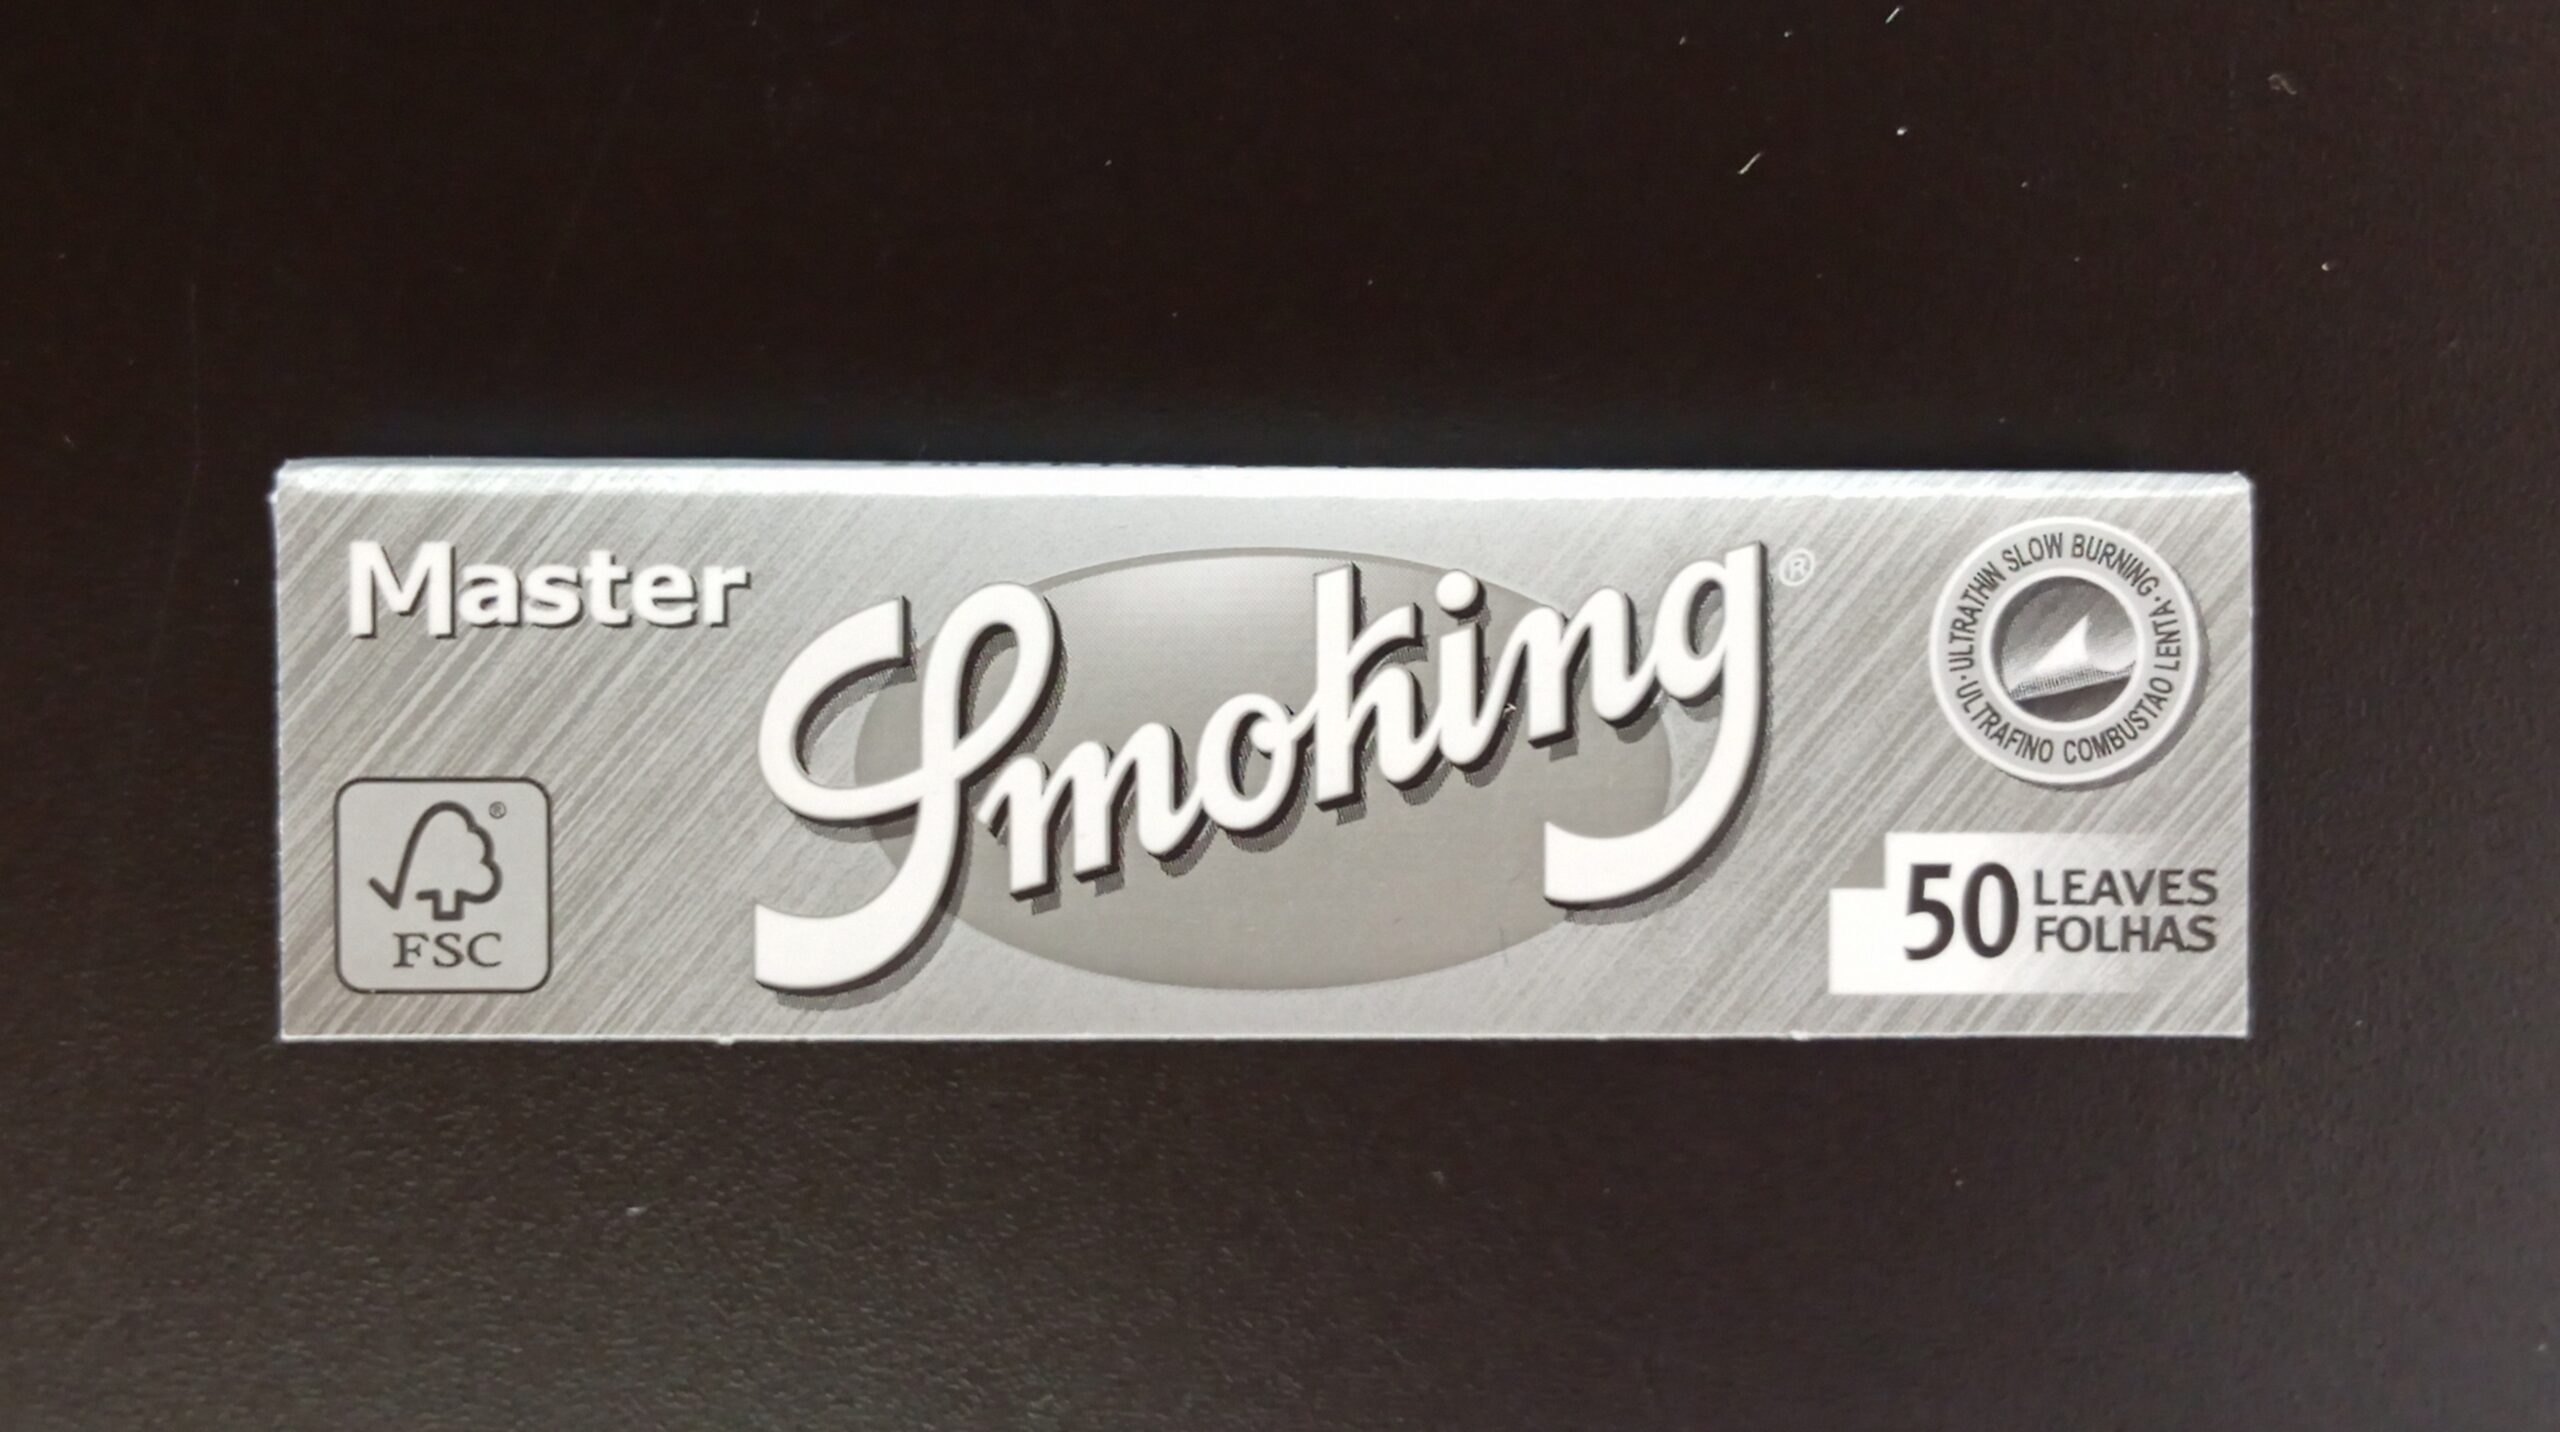 Master
Smoking®
ULTRATHIN SLOW BURNING · ULTRAFINO COMBUSTÃO LENTA
FSC
®
50 LEAVES
FOLHAS